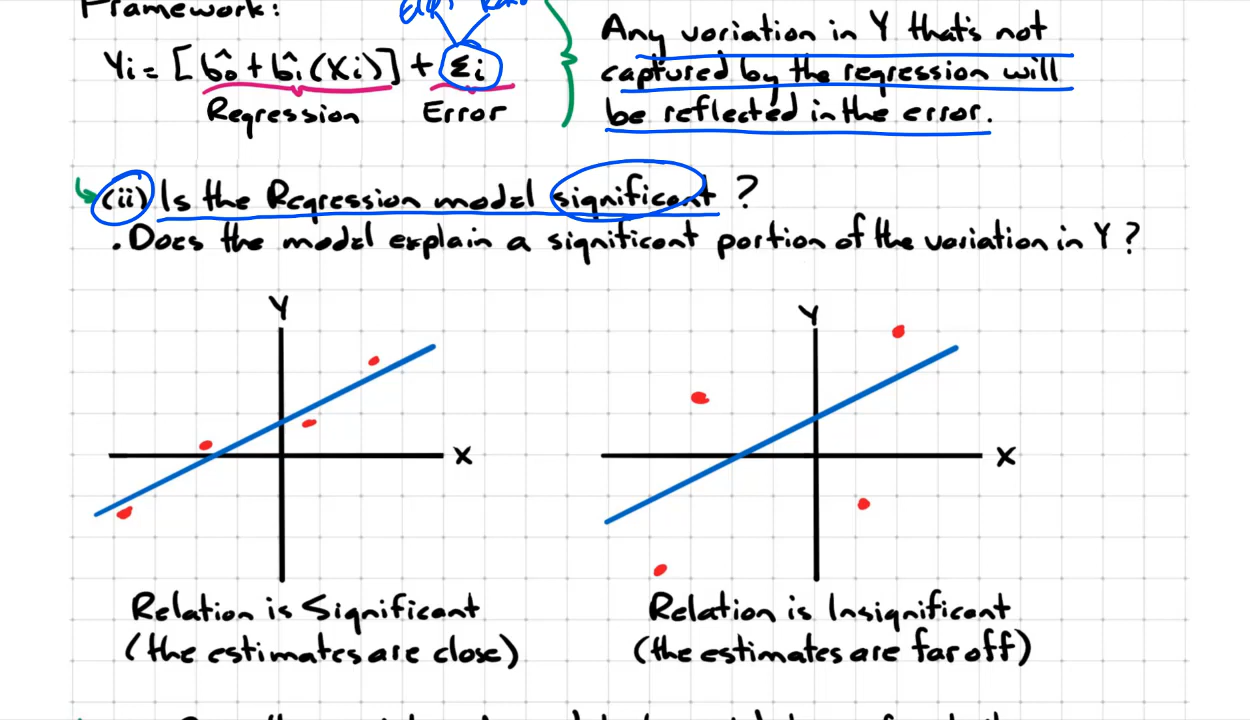 Framework:
Yi = [b̂0 + b̂1(Xi)] + Σi
Regression Error
Any variation in Y that's not
captured by the regression will
be reflected in the error.
(ii) Is the Regression model significant ?
. Does the model explain a significant portion of the variation in Y ?
Y
X
Y
X
Relation is Significant
(the estimates are close)
Relation is Insignificant
(the estimates are far off)